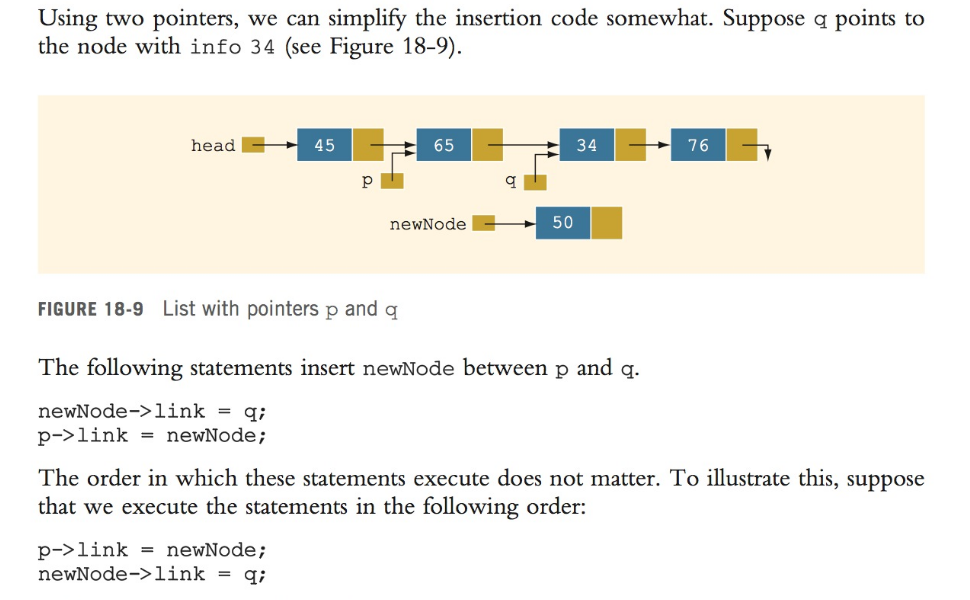 Using two pointers, we can simplify the insertion code somewhat. Suppose q points to
the node with info 34 (see Figure 18-9).
head 45 65 34 76
p q
newNode 50
FIGURE 18-9 List with pointers p and q
The following statements insert newNode between p and q.
newNode->link = q;
p->link = newNode;
The order in which these statements execute does not matter. To illustrate this, suppose
that we execute the statements in the following order:
p->link = newNode;
newNode->link = q;